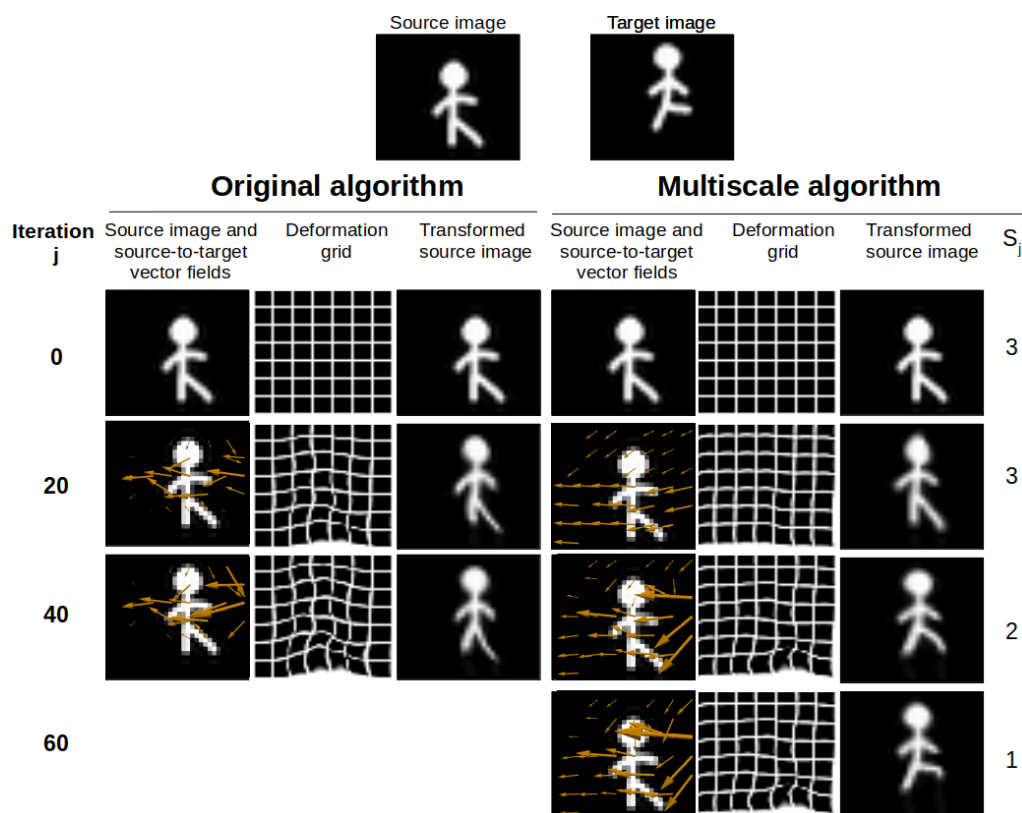 Source image
Target image
Original algorithm
Multiscale algorithm
Iteration
j
Source image and
source-to-target
vector fields
Deformation
grid
Transformed
source image
Source image and
source-to-target
vector fields
Deformation
grid
Transformed
source image
Sj
0
3
20
3
40
2
60
1